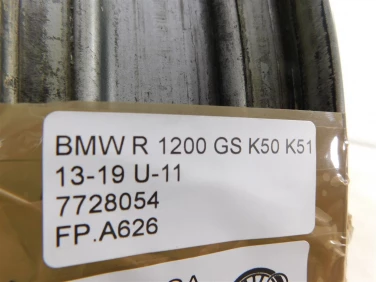 BMW R 1200 GS K50 K51
13-19 U-11
7728054
FP.A626